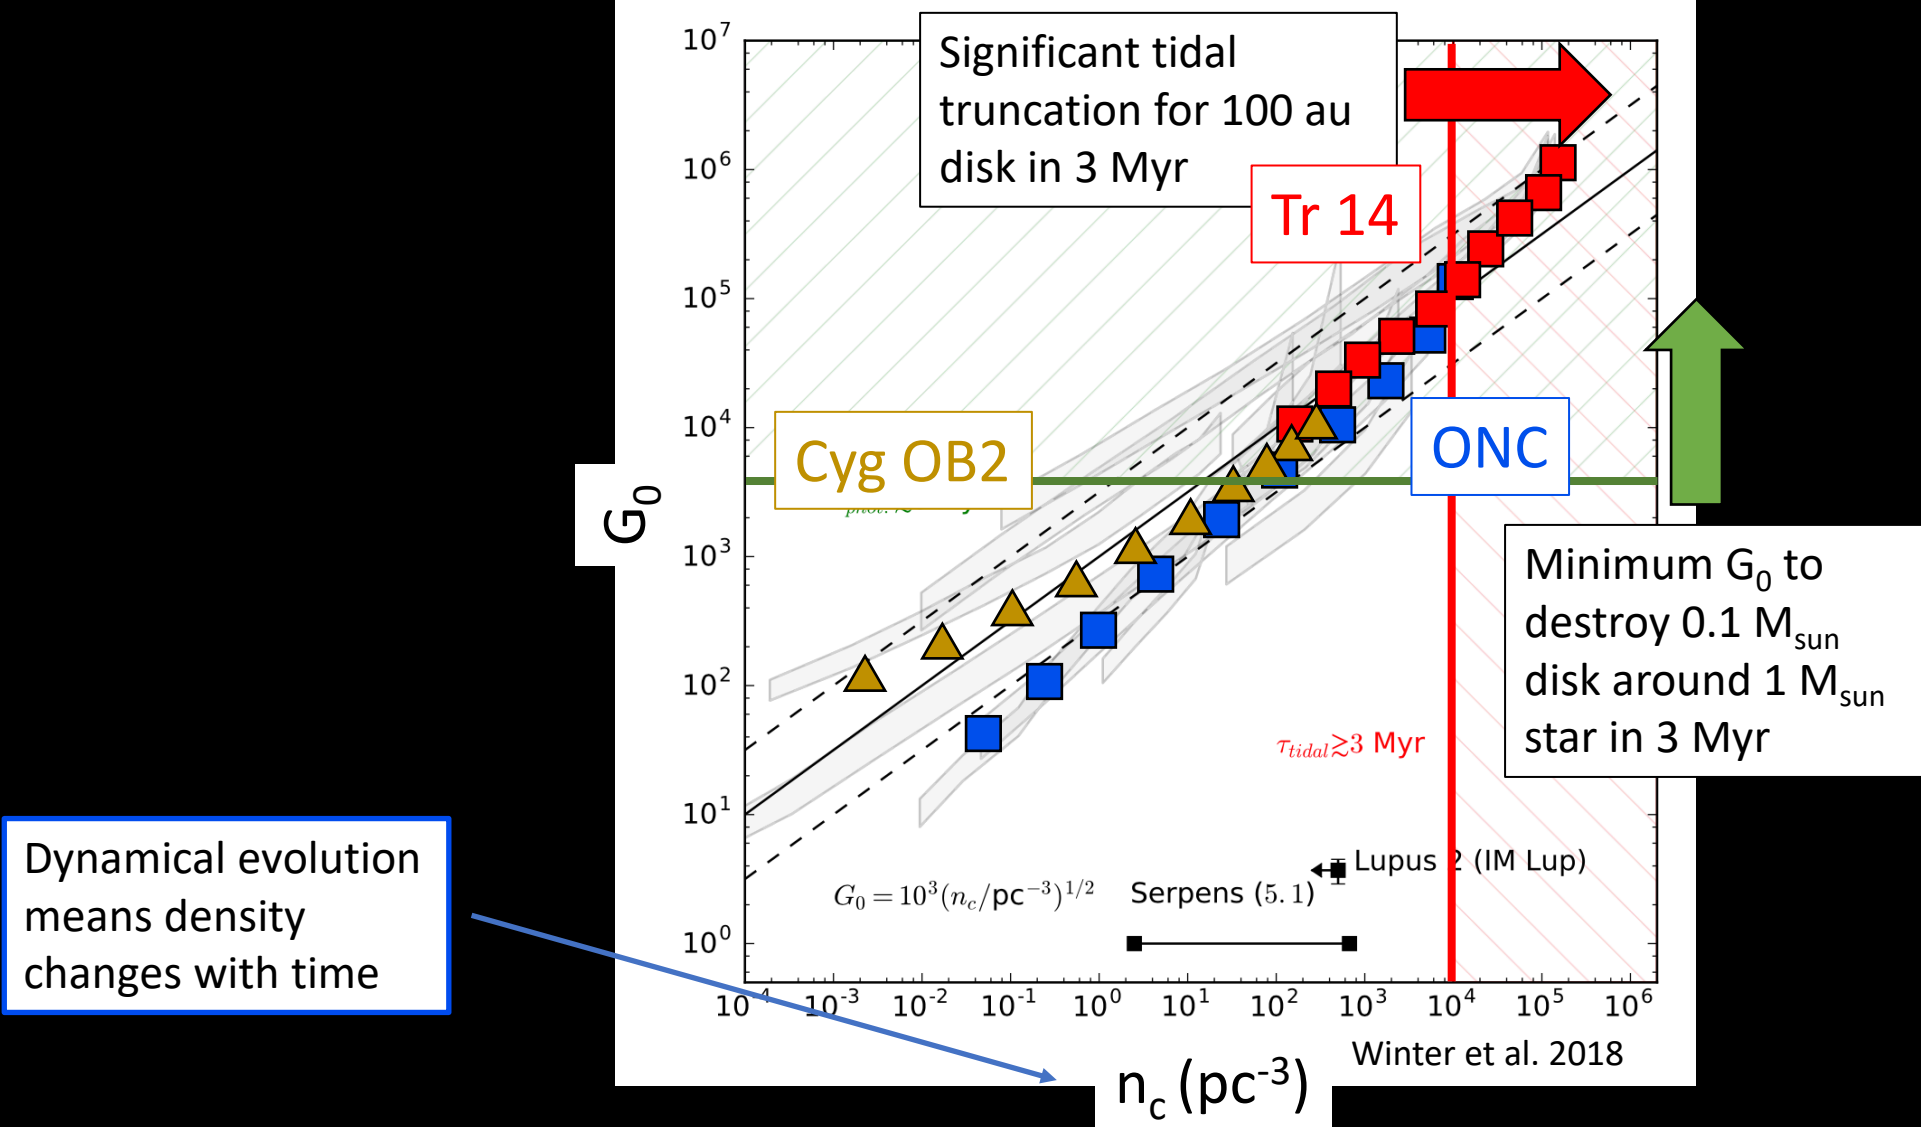 Significant tidal
truncation for 100 au
disk in 3 Myr
Tr 14
Cyg OB2
ONC
G₀
10⁷
10⁶
10⁵
10⁴
10³
10²
10¹
10⁰
Minimum G₀ to
destroy 0.1 M_sun
disk around 1 M_sun
star in 3 Myr
τ_tidal≳3 Myr
Lupus 2 (IM Lup)
G₀ = 10³(n_c/pc⁻³)^1/2
Serpens (5.1)
Dynamical evolution
means density
changes with time
10⁻⁴ 10⁻³ 10⁻² 10⁻¹ 10⁰ 10¹ 10² 10³ 10⁴ 10⁵ 10⁶
Winter et al. 2018
n_c (pc⁻³)